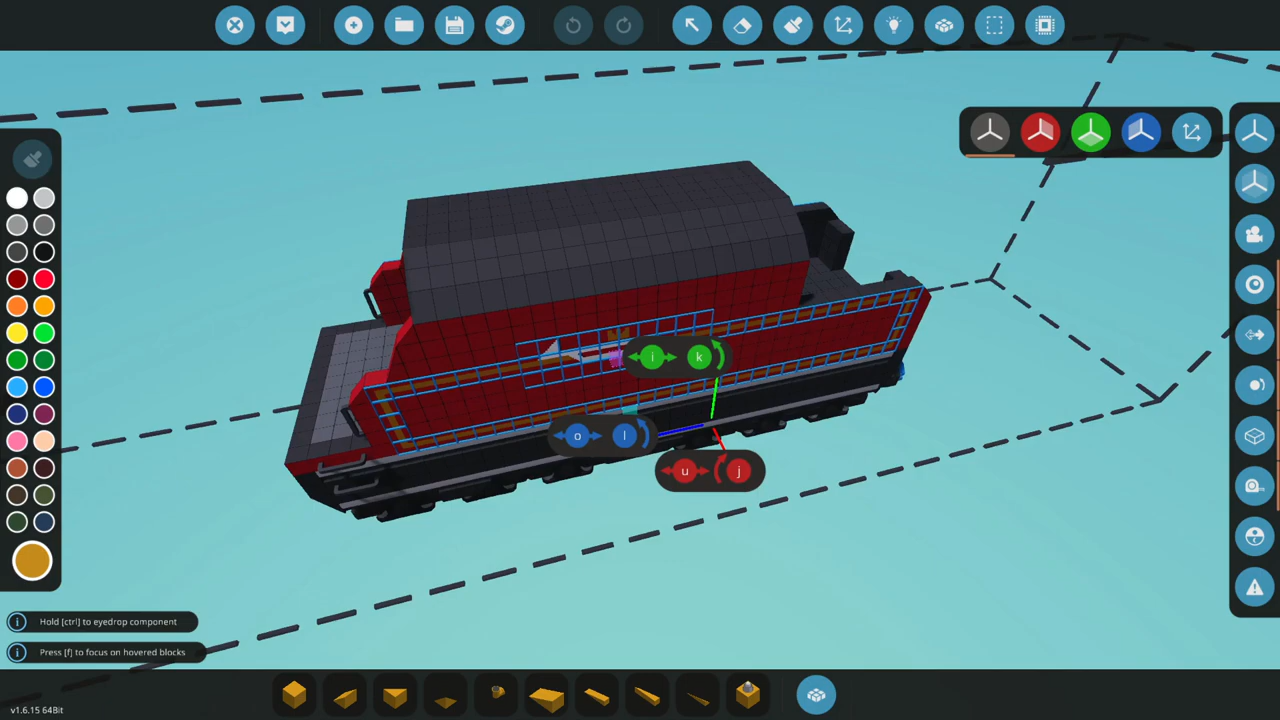 i k
o l
u j
Hold [ctrl] to eyedrop component
Press [f] to focus on hovered blocks
v1.6.15 64Bit